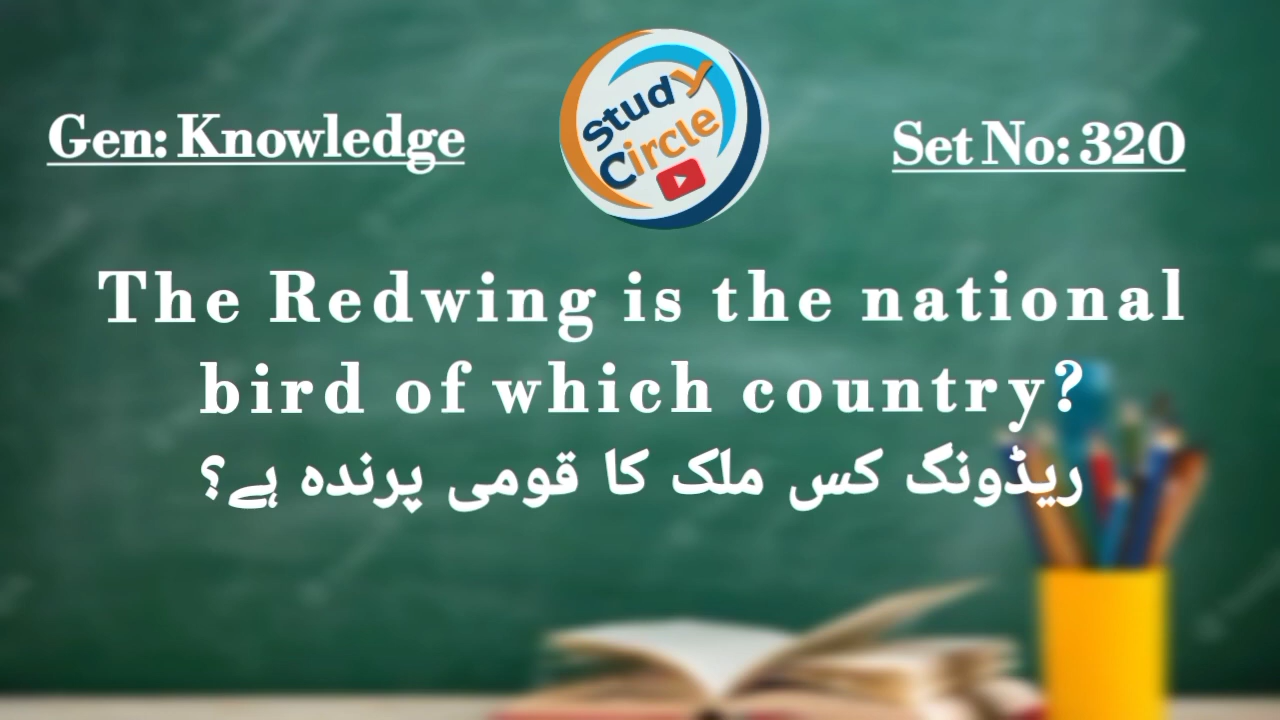 Gen: Knowledge
Study
Circle
Set No: 320
The Redwing is the national
bird of which country?
ریڈونگ کس ملک کا قومی پرندہ ہے؟